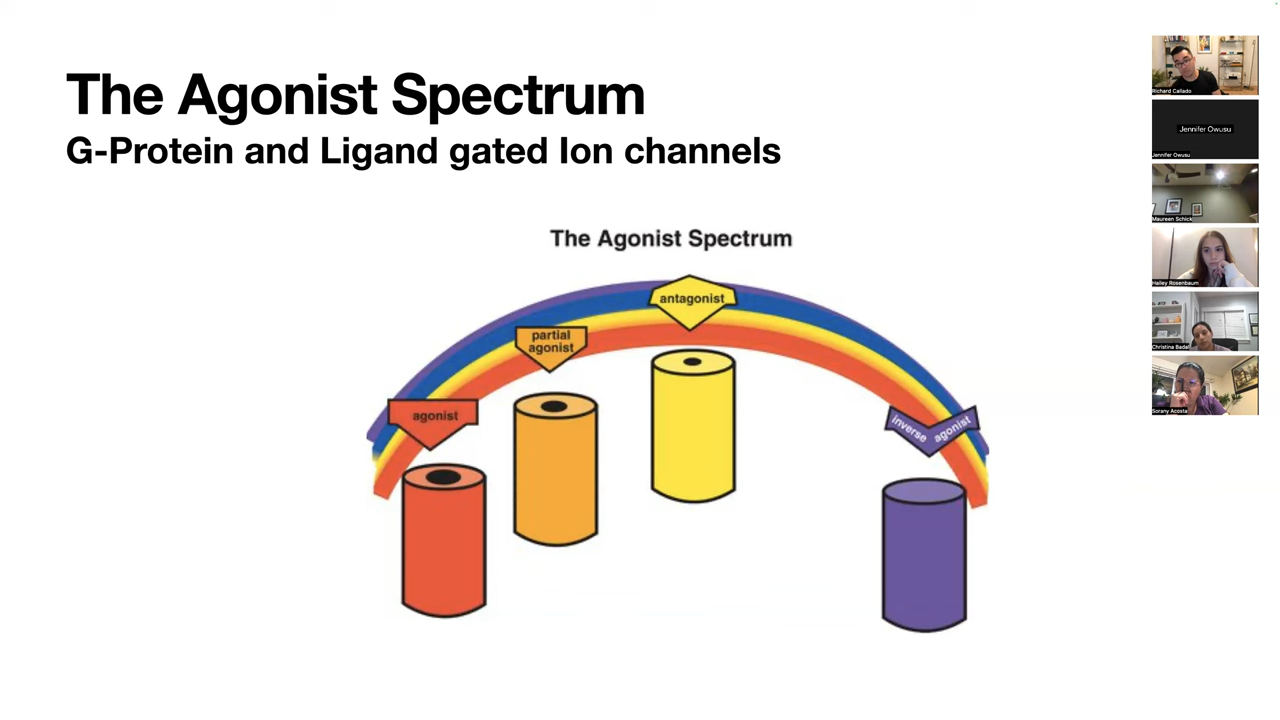 The Agonist Spectrum
G-Protein and Ligand gated Ion channels
The Agonist Spectrum
antagonist
partial
agonist
agonist
inverse agonist
Richard Callado
Jennifer Owusu
Jennifer Owusu
Maureen Schick
Hailey Rosenbaum
Christina Badal
Sorany Acosta